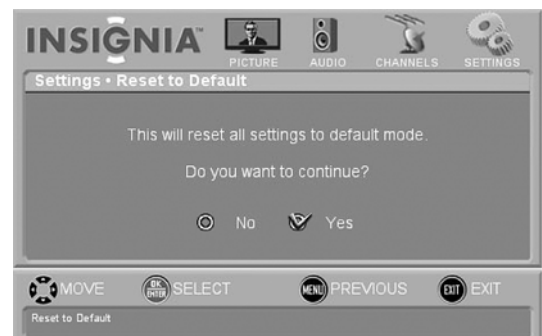 INSIGNIA™
PICTURE AUDIO CHANNELS SETTINGS
Settings • Reset to Default
This will reset all settings to default mode.
Do you want to continue?
No Yes
MOVE OK ENTER SELECT MENU PREVIOUS EXIT EXIT
Reset to Default